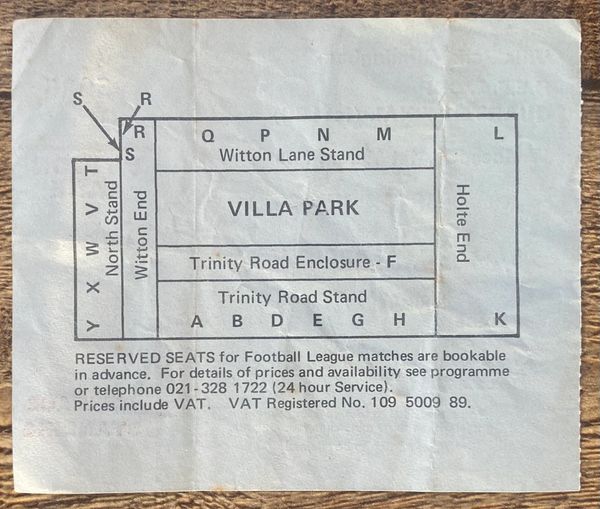 S R
R Q P N M L
S Witton Lane Stand
T
V
W
X
Y
North Stand
Witton End
VILLA PARK
Holte End
Trinity Road Enclosure - F
Trinity Road Stand
A B D E G H K
RESERVED SEATS for Football League matches are bookable
in advance. For details of prices and availability see programme
or telephone 021-328 1722 (24 hour Service).
Prices include VAT. VAT Registered No. 109 5009 89.